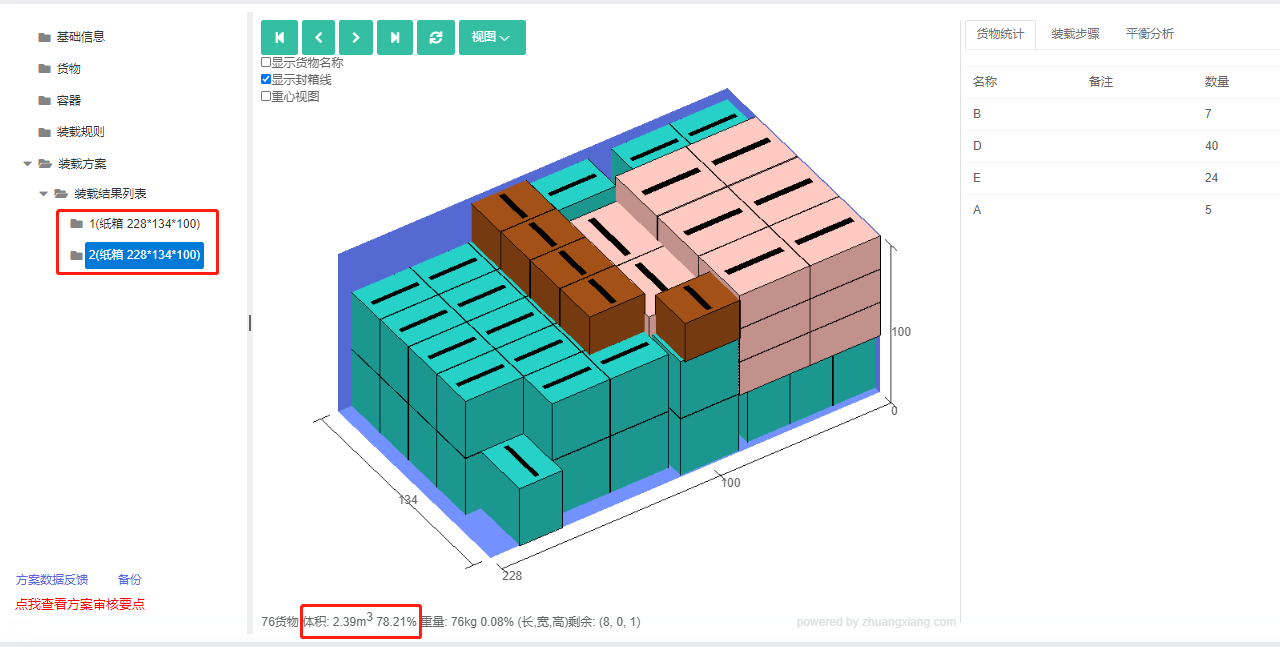 基础信息
货物
容器
装载规则
装载方案
装载结果列表
1(纸箱 228*134*100)
2(纸箱 228*134*100)
方案数据反馈 备份
点我查看方案审核要点
视图
显示货物名称
显示封箱线
重心视图
100
0
100
134
228
76货物 体积: 2.39m3 78.21% 重量: 76kg 0.08% (长,宽,高)剩余: (8, 0, 1)
powered by zhuangxiang.com
货物统计 装载步骤 平衡分析
名称 备注 数量
B 7
D 40
E 24
A 5